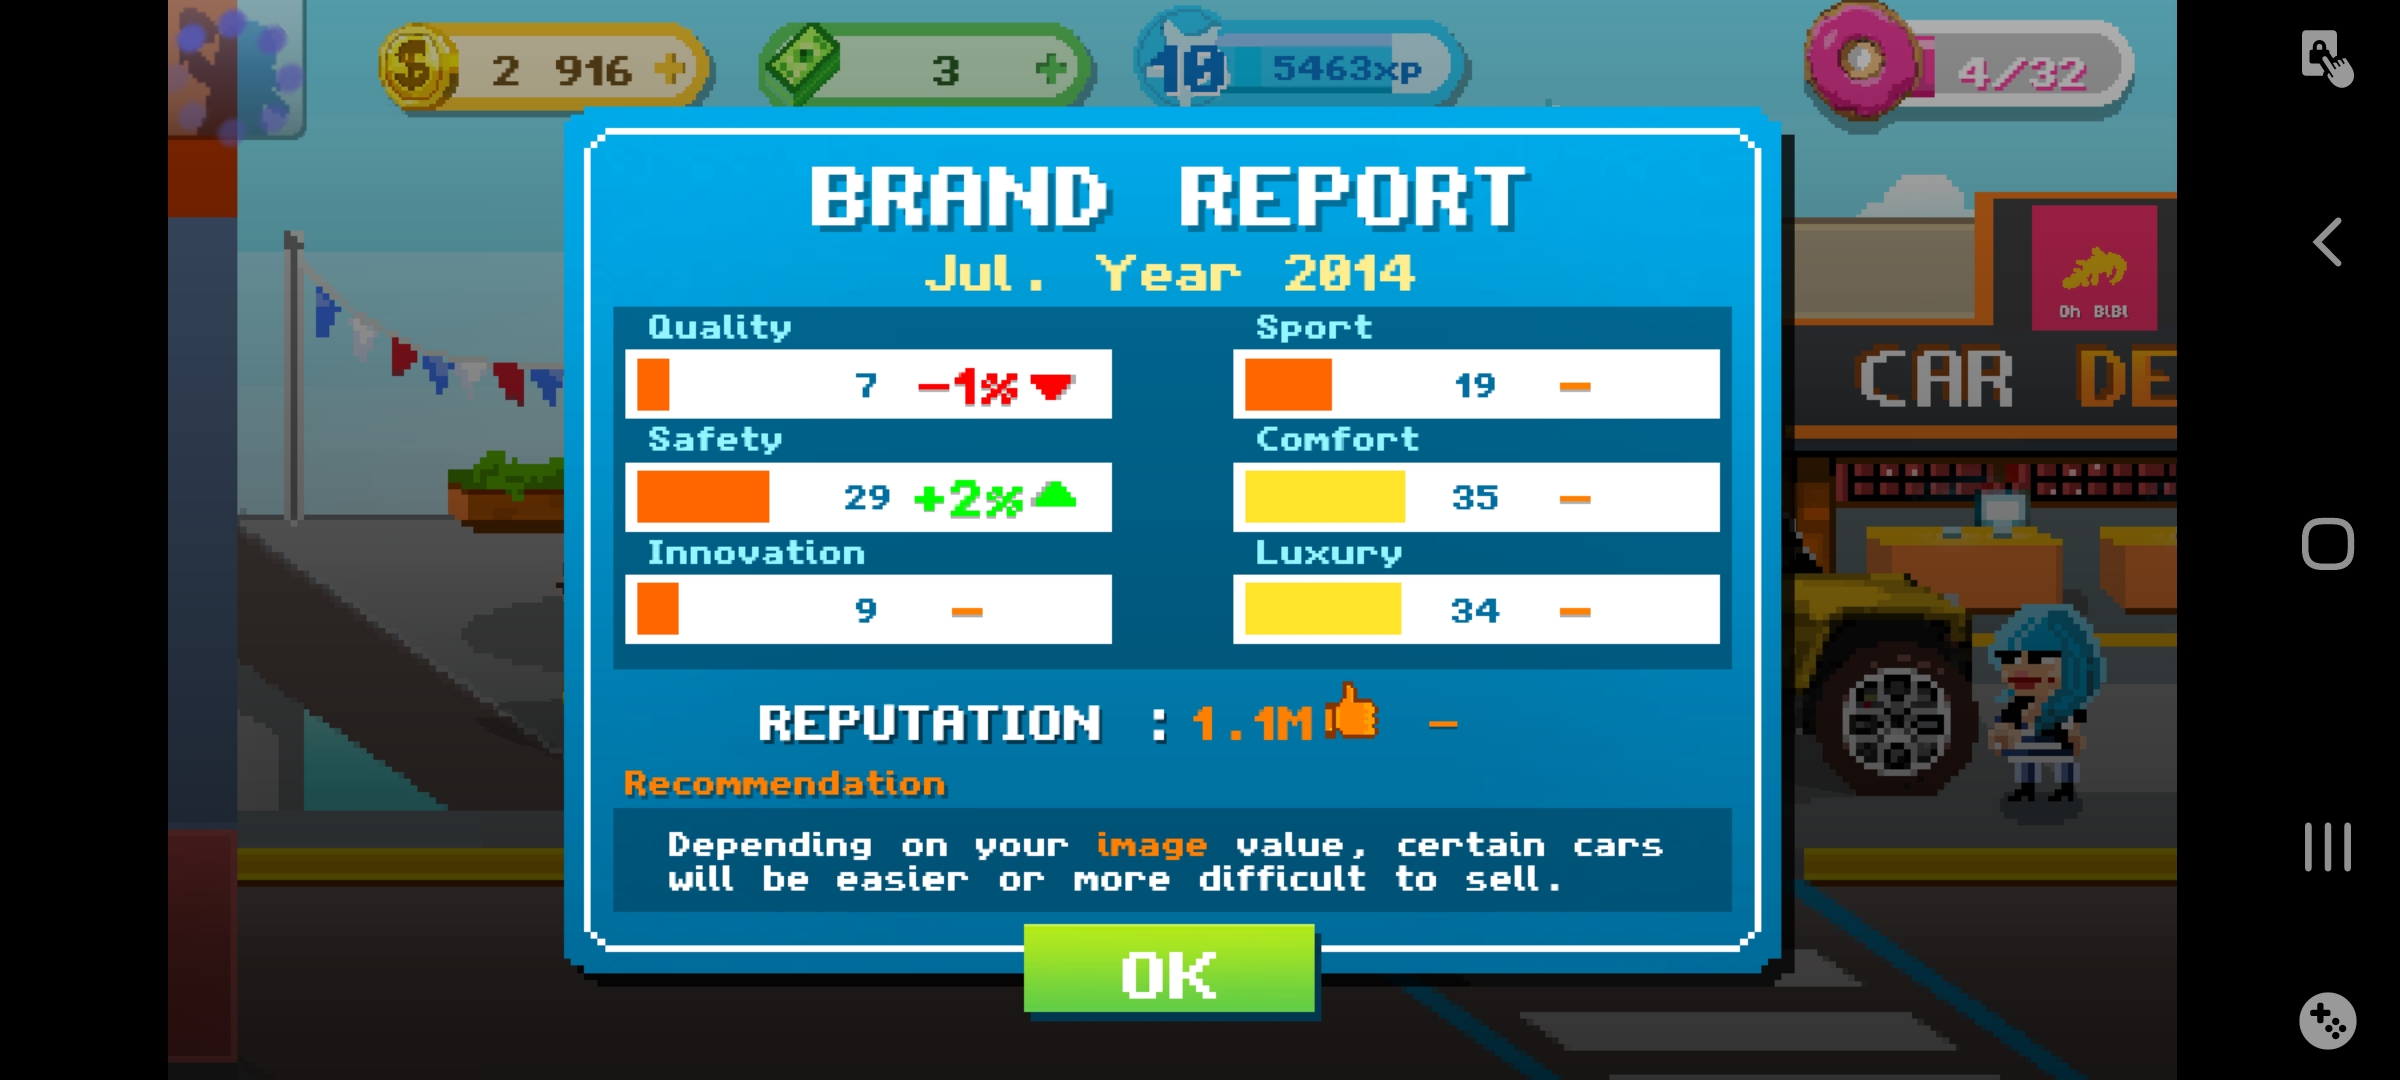 2 916 +
3 +
10 5463xp
4/32
BRAND REPORT
Jul. Year 2014
Quality
7 -1%
Sport
19 -
Safety
29 +2%
Comfort
35 -
Innovation
9 -
Luxury
34 -
REPUTATION : 1.1M -
Recommendation
Depending on your image value, certain cars
will be easier or more difficult to sell.
OK
Oh BiBi
CAR DE